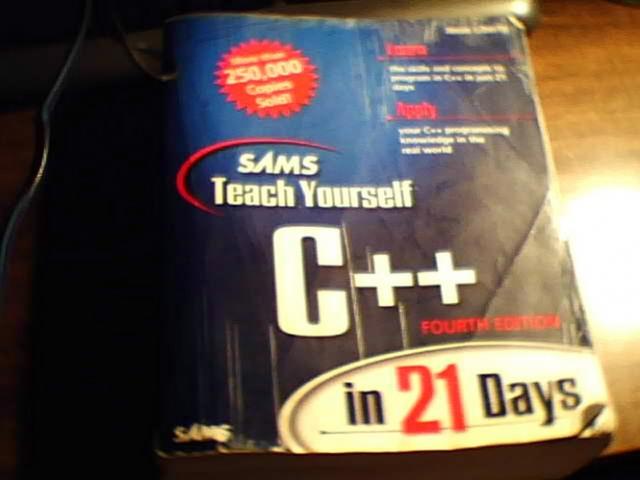 More than
250,000
Copies
Sold!
Learn
the skills and concepts to
program in C++ in just 21
days
Apply
your C++ programming
knowledge in the
real world
SAMS
Teach Yourself
C++
FOURTH EDITION
in 21 Days
SAMS